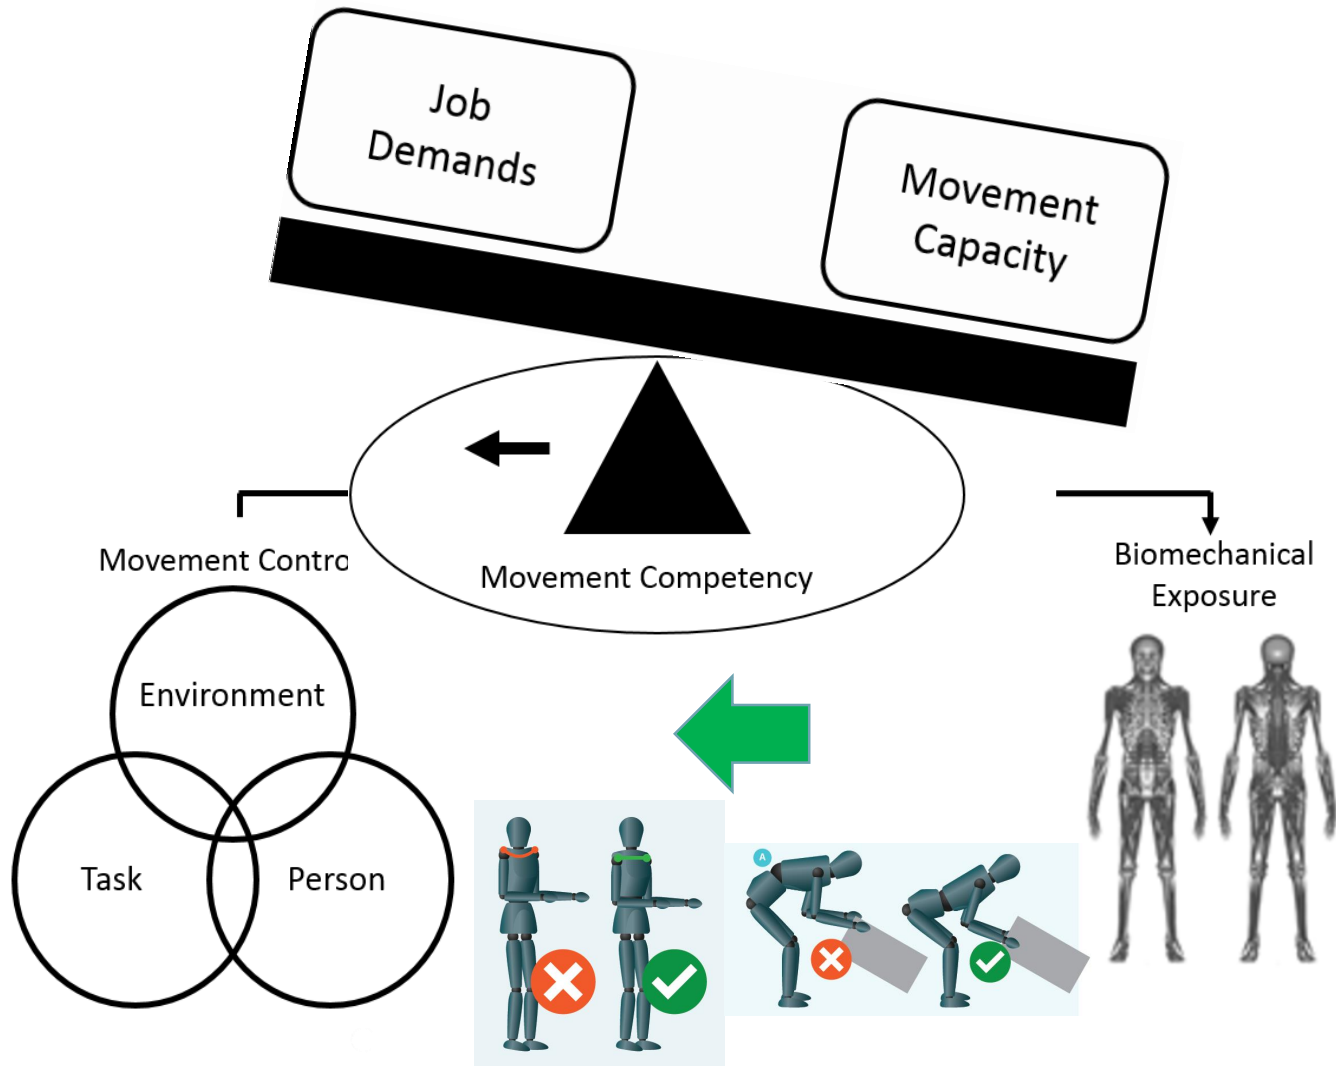 Job
Demands
Movement
Capacity
Movement Competency
Movement Contro
Biomechanical
Exposure
Environment
Task
Person
A